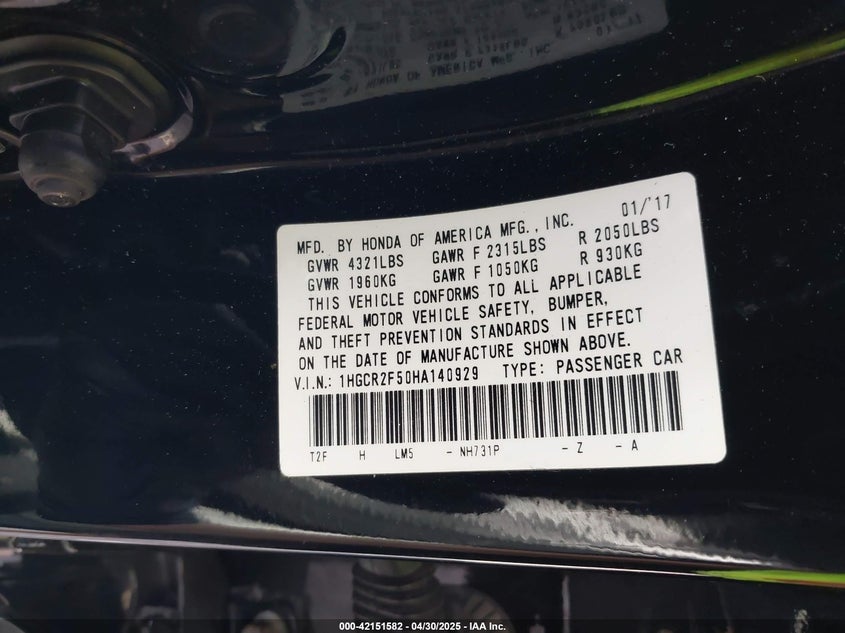 MFD. BY HONDA OF AMERICA MFG., INC. 01/'17
GVWR 4321LBS GAWR F 2315LBS R 2050LBS
GVWR 1960KG GAWR F 1050KG R 930KG
THIS VEHICLE CONFORMS TO ALL APPLICABLE
FEDERAL MOTOR VEHICLE SAFETY, BUMPER,
AND THEFT PREVENTION STANDARDS IN EFFECT
ON THE DATE OF MANUFACTURE SHOWN ABOVE.
V.I.N.: 1HGCR2F50HA140929 TYPE: PASSENGER CAR
T2F H LM5 - NH731P - Z - A
000-42151582 | 04/30/2025 - IAA Inc.